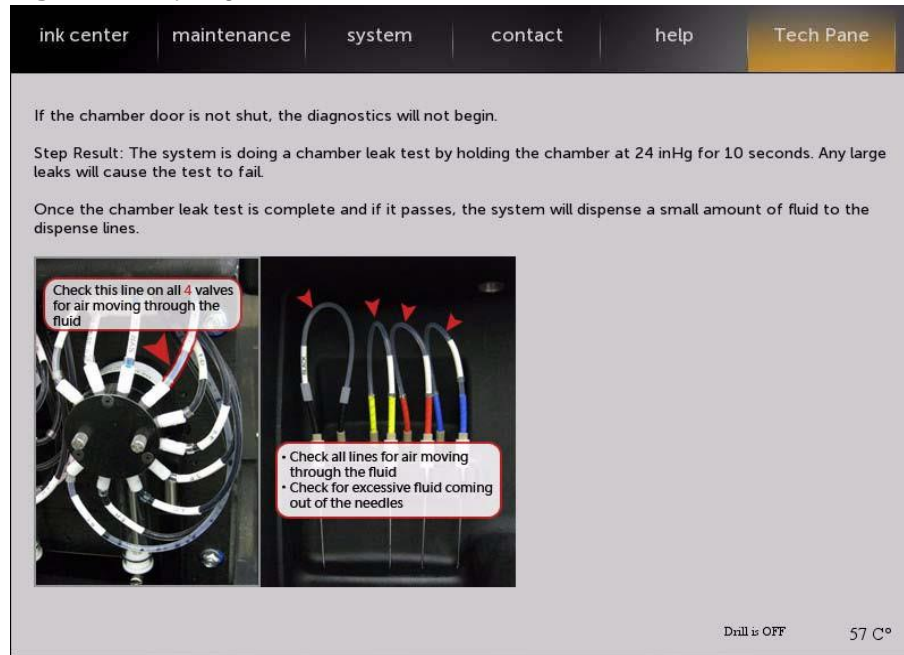 ink center
maintenance
system
contact
help
Tech Pane
If the chamber door is not shut, the diagnostics will not begin.
Step Result: The system is doing a chamber leak test by holding the chamber at 24 inHg for 10 seconds. Any large
leaks will cause the test to fail.
Once the chamber leak test is complete and if it passes, the system will dispense a small amount of fluid to the
dispense lines.
Check this line on all 4 valves
for air moving through the
fluid
BLACK
• Check all lines for air moving
through the fluid
• Check for excessive fluid coming
out of the needles
Drill is OFF
57 C°